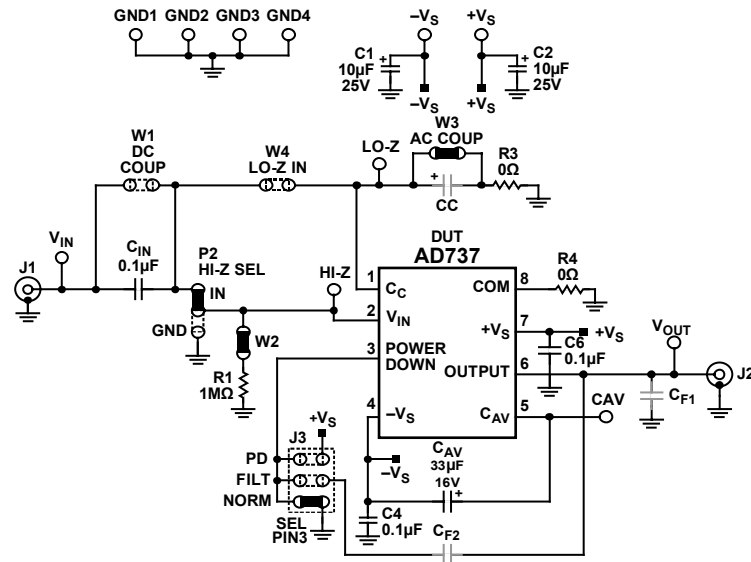 GND1 GND2 GND3 GND4
–VS +VS
C1
10µF
25V
C2
10µF
25V
–VS +VS
W1
DC
COUP
W4
LO-Z IN
LO-Z
W3
AC COUP
R3
0Ω
CC
VIN
CIN
0.1µF
J1
P2
HI-Z SEL
IN
GND
HI-Z
W2
R1
1MΩ
DUT
AD737
1
CC
2
VIN
3
POWER
DOWN
4
–VS
8
COM
7
+VS
6
OUTPUT
5
CAV
R4
0Ω
+VS
C6
0.1µF
VOUT
J2
CF1
CAV
+VS
J3
PD
FILT
NORM
SEL
PIN3
–VS
C4
0.1µF
CAV
33µF
16V
CF2